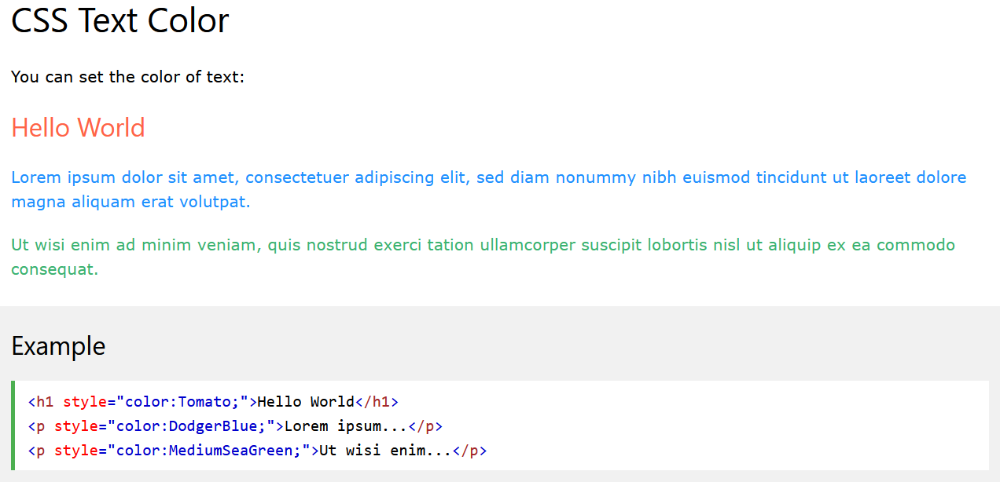 CSS Text Color
You can set the color of text:
Hello World
Lorem ipsum dolor sit amet, consectetuer adipiscing elit, sed diam nonummy nibh euismod tincidunt ut laoreet dolore
magna aliquam erat volutpat.
Ut wisi enim ad minim veniam, quis nostrud exerci tation ullamcorper suscipit lobortis nisl ut aliquip ex ea commodo
consequat.
Example
<h1 style="color:Tomato;">Hello World</h1>
<p style="color:DodgerBlue;">Lorem ipsum...</p>
<p style="color:MediumSeaGreen;">Ut wisi enim...</p>